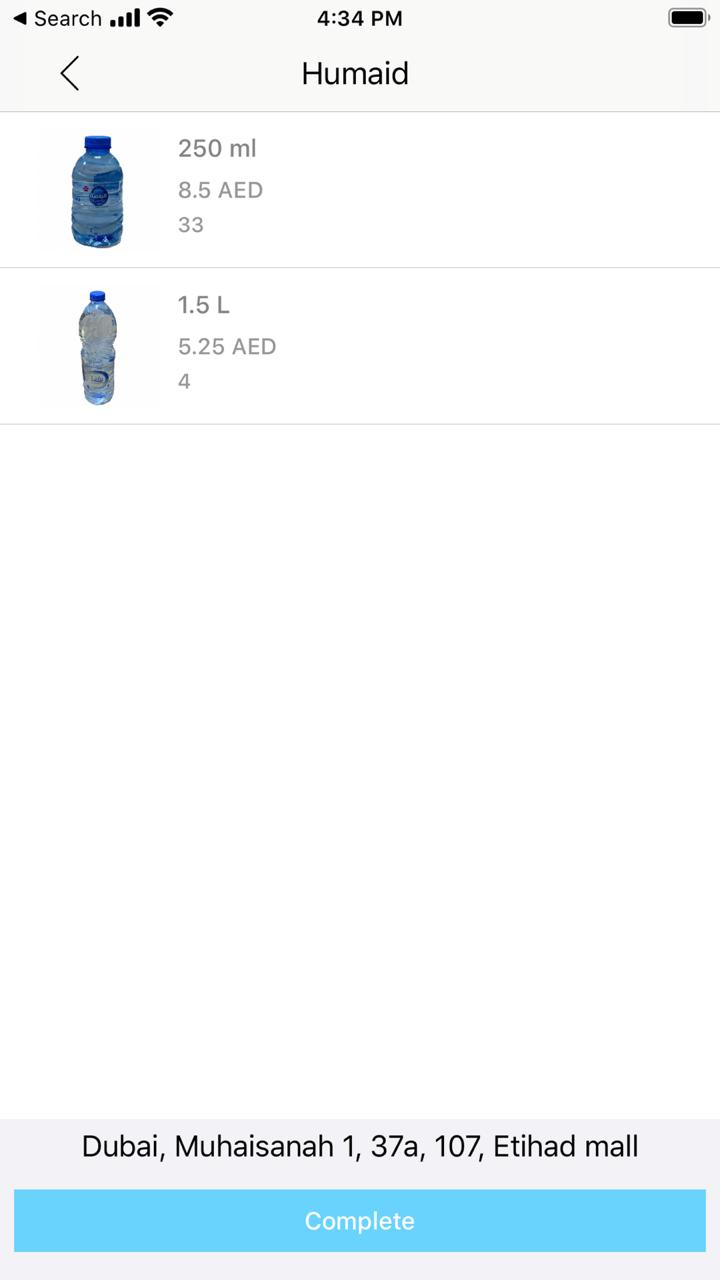 Search
4:34 PM
Humaid
250 ml
8.5 AED
33
1.5 L
5.25 AED
4
Dubai, Muhaisanah 1, 37a, 107, Etihad mall
Complete